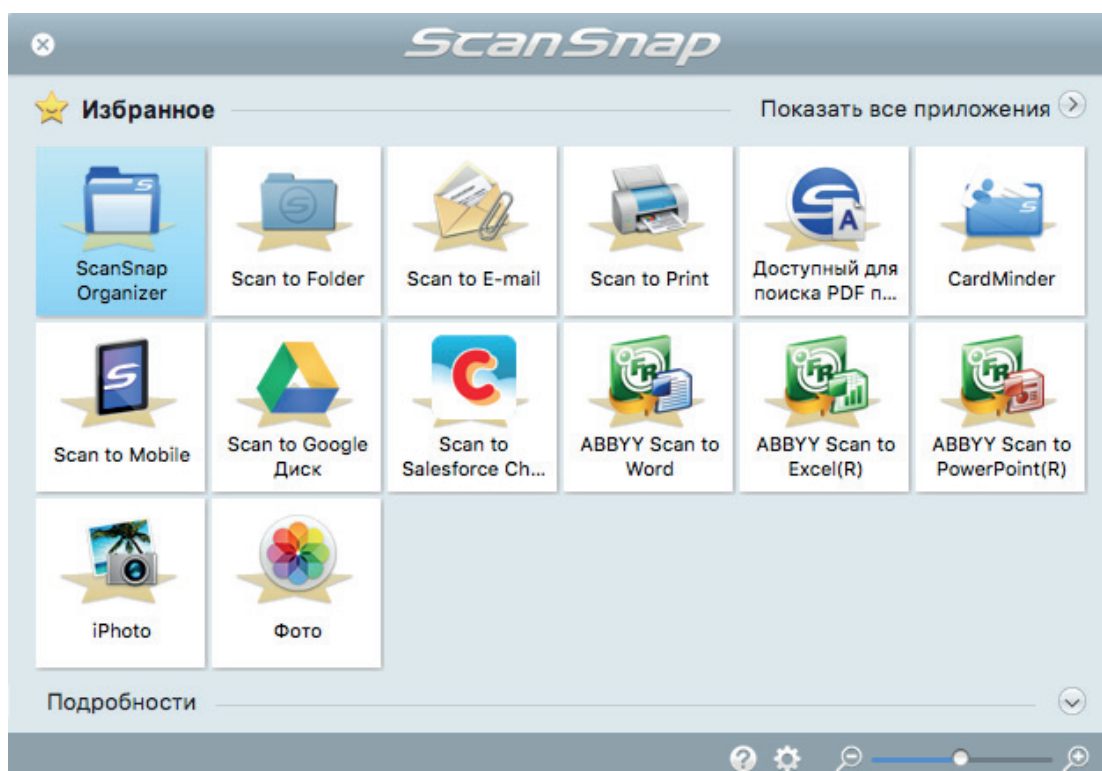 ScanSnap
Избранное
Показать все приложения
ScanSnap
Organizer
Scan to Folder
Scan to E-mail
Scan to Print
Доступный для
поиска PDF п...
CardMinder
Scan to Mobile
Scan to Google
Диск
Scan to
Salesforce Ch...
ABBYY Scan to
Word
ABBYY Scan to
Excel(R)
ABBYY Scan to
PowerPoint(R)
iPhoto
Фото
Подробности